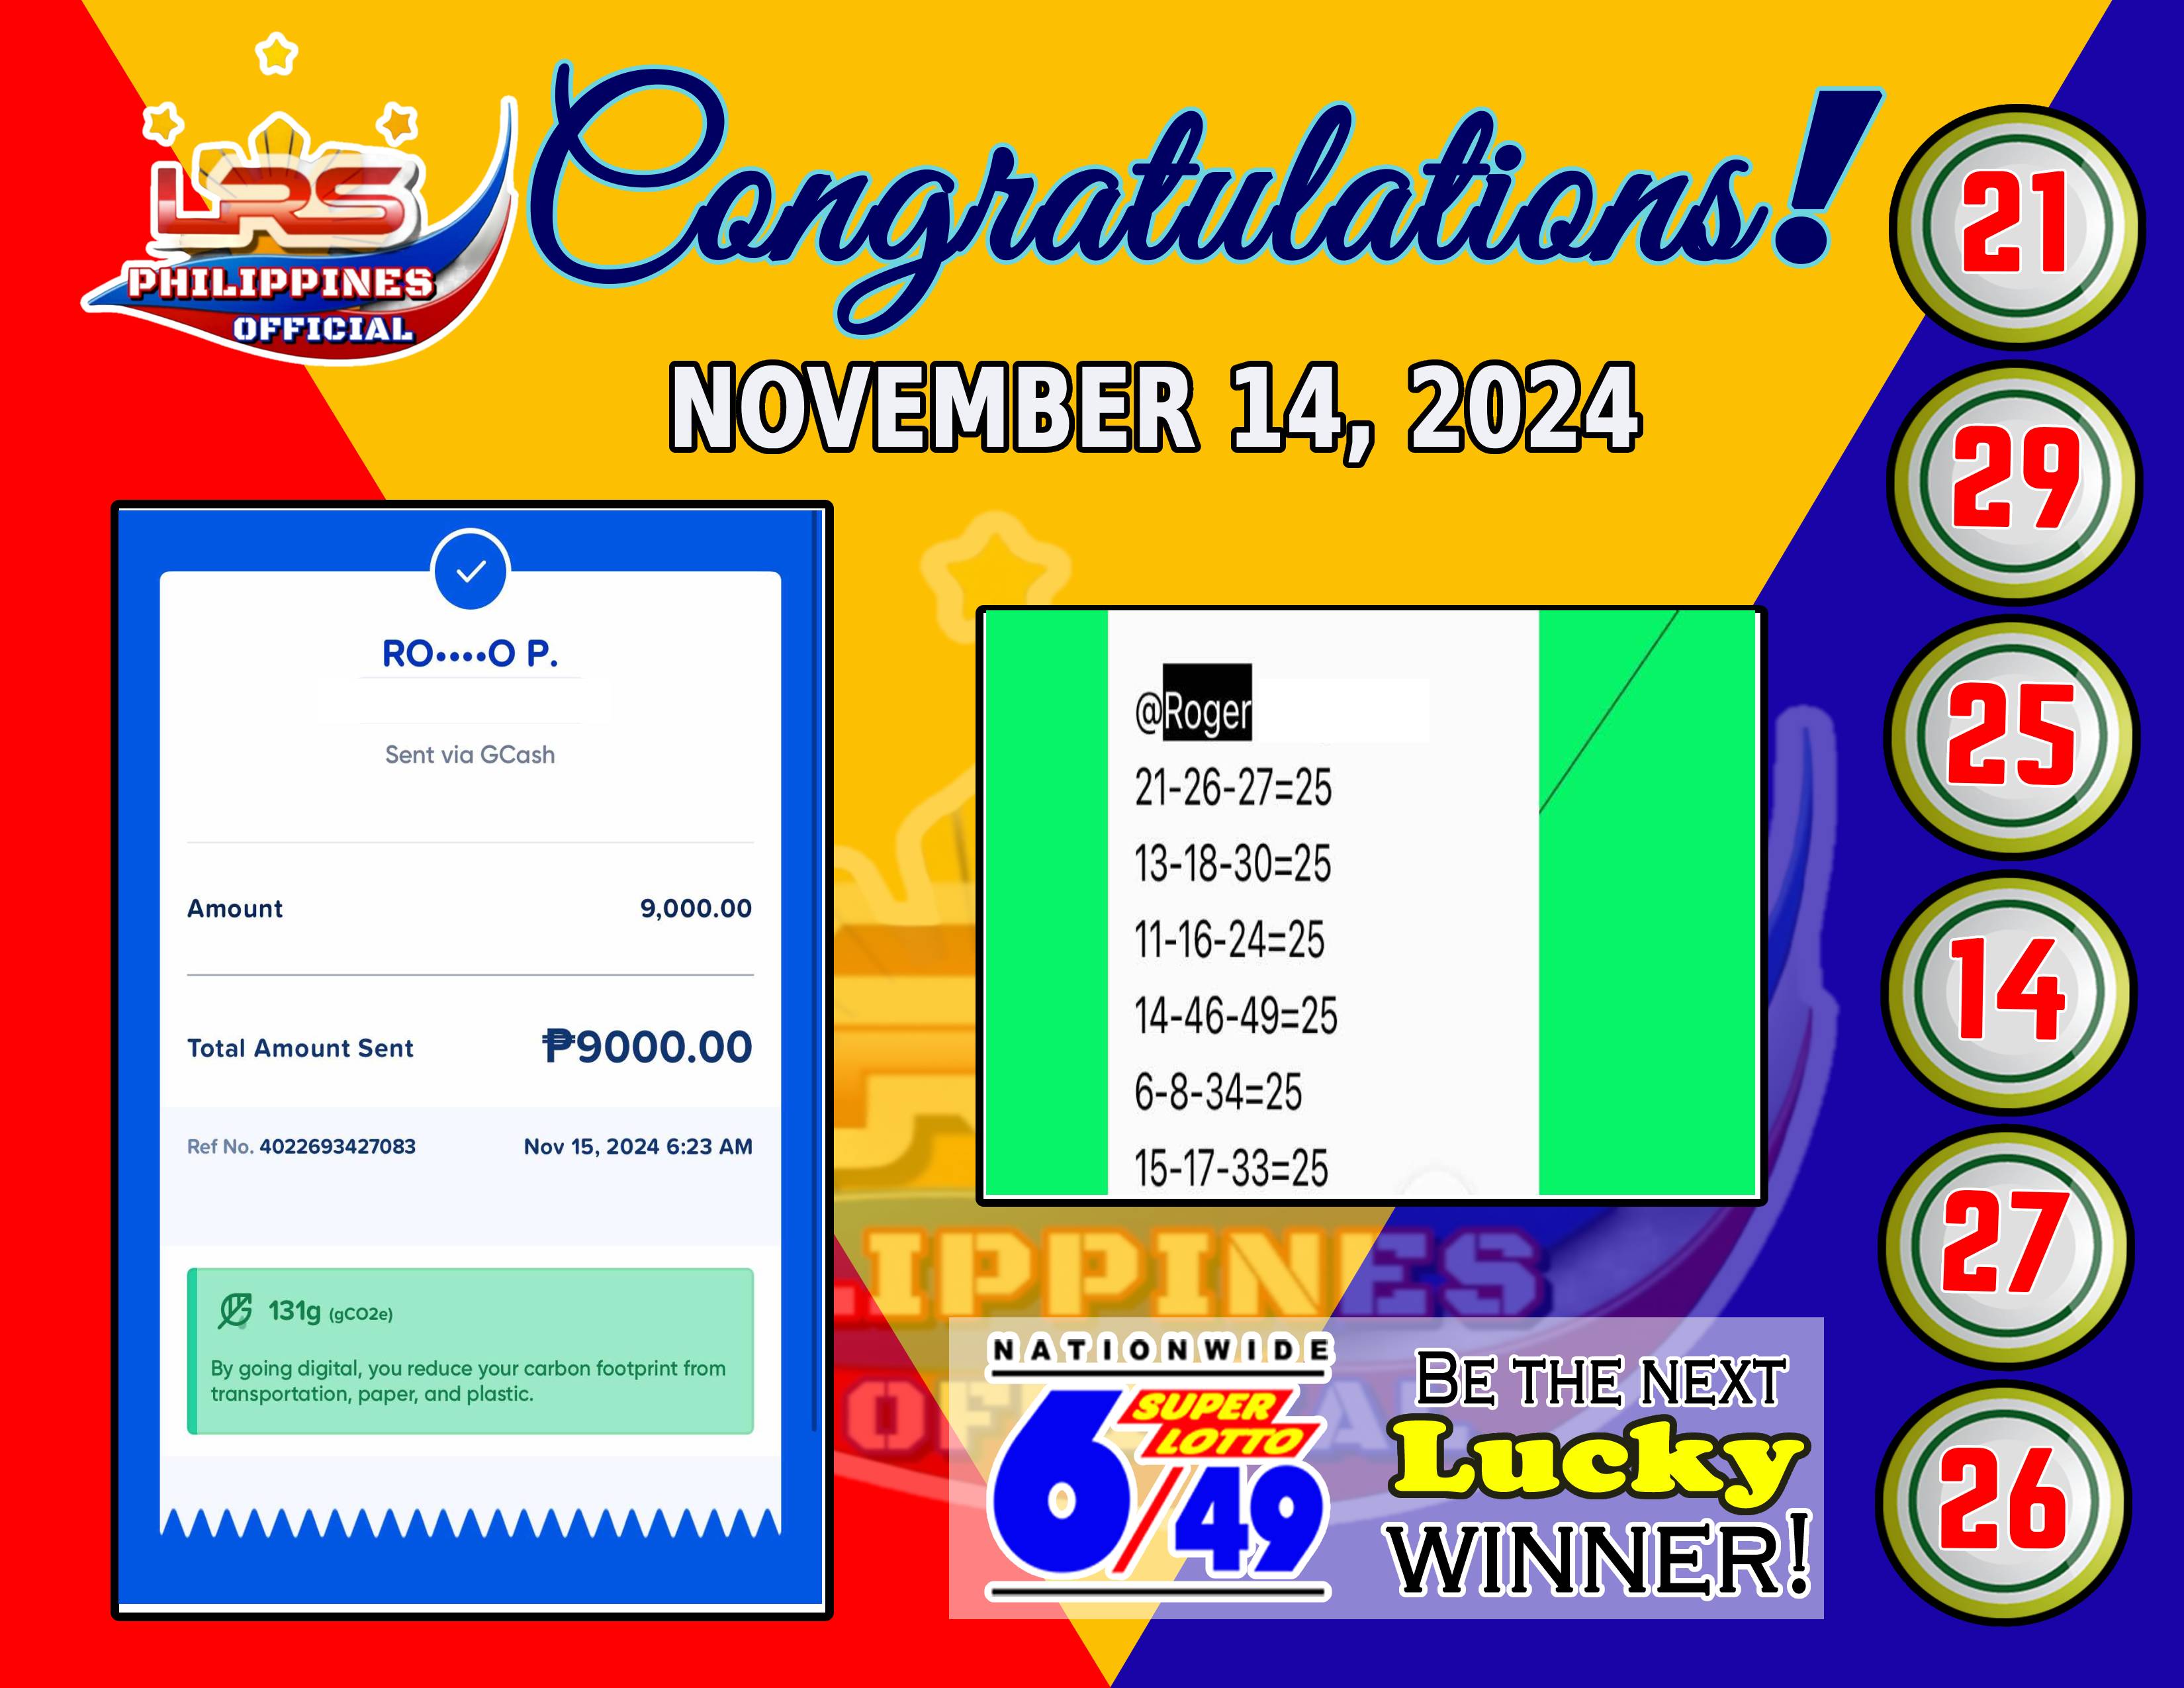 LRS
PHILIPPINES
OFFICIAL
Congratulations!
NOVEMBER 14, 2024
RO••••O P.
Sent via GCash
Amount 9,000.00
Total Amount Sent ₱9000.00
Ref No. 4022693427083 Nov 15, 2024 6:23 AM
131g (gCO2e)
By going digital, you reduce your carbon footprint from
transportation, paper, and plastic.
@Roger
21-26-27=25
13-18-30=25
11-16-24=25
14-46-49=25
6-8-34=25
15-17-33=25
LIPPINES
NATIONWIDE
SUPER
LOTTO
6/49
BE THE NEXT
Lucky
WINNER!
21
29
25
14
27
26